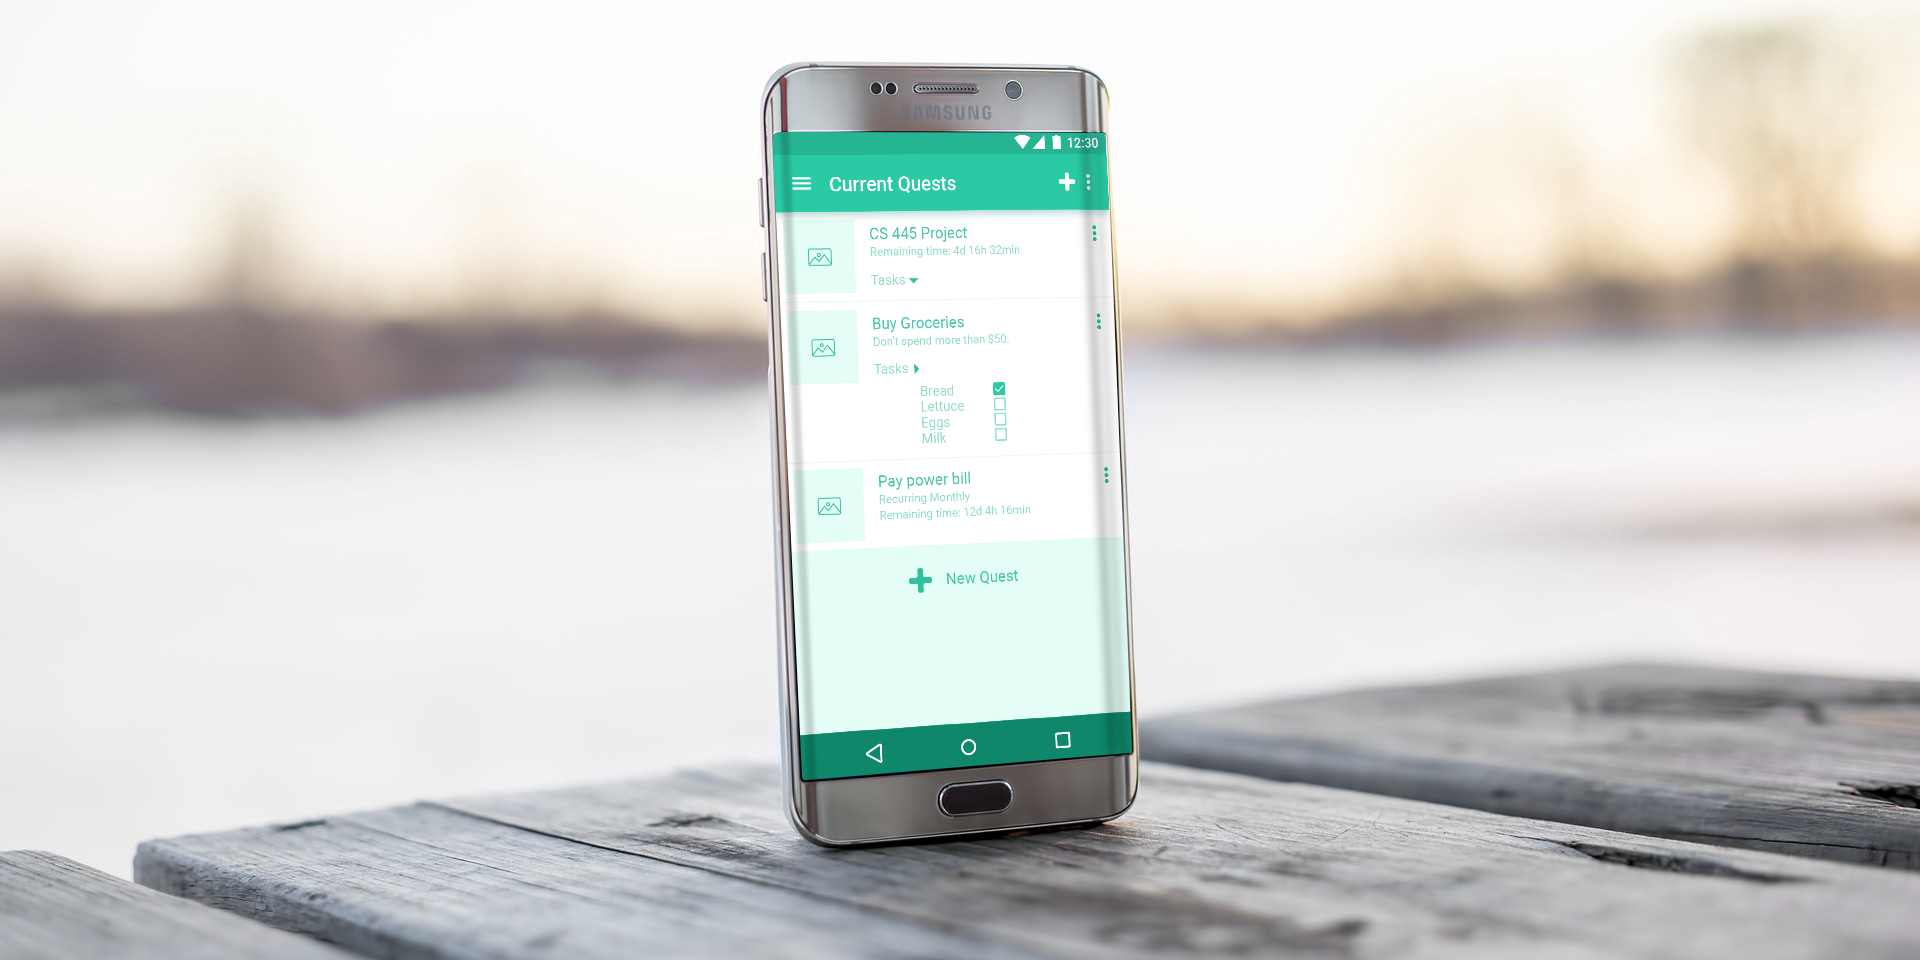 SAMSUNG
12:30
Current Quests
CS 445 Project
Remaining time: 4d 16h 32min
Tasks
Buy Groceries
Don't spend more than $50.
Tasks
Bread
Lettuce
Eggs
Milk
Pay power bill
Recurring Monthly
Remaining time: 12d 4h 16min
New Quest